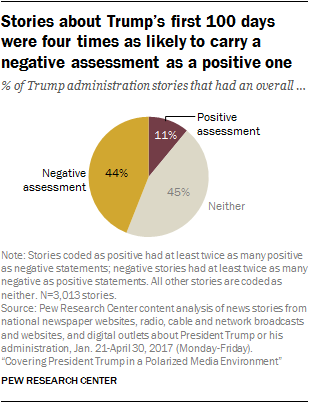 Stories about Trump's first 100 days
were four times as likely to carry a
negative assessment as a positive one
% of Trump administration stories that had an overall ...
Positive
assessment
11%
Negative
assessment
44%
45%
Neither
Note: Stories coded as positive had at least twice as many positive
as negative statements; negative stories had at least twice as many
negative as positive statements. All other stories are coded as
neither. N=3,013 stories.
Source: Pew Research Center content analysis of news stories from
national newspaper websites, radio, cable and network broadcasts
and websites, and digital outlets about President Trump or his
administration, Jan. 21-April 30, 2017 (Monday-Friday).
“Covering President Trump in a Polarized Media Environment”
PEW RESEARCH CENTER